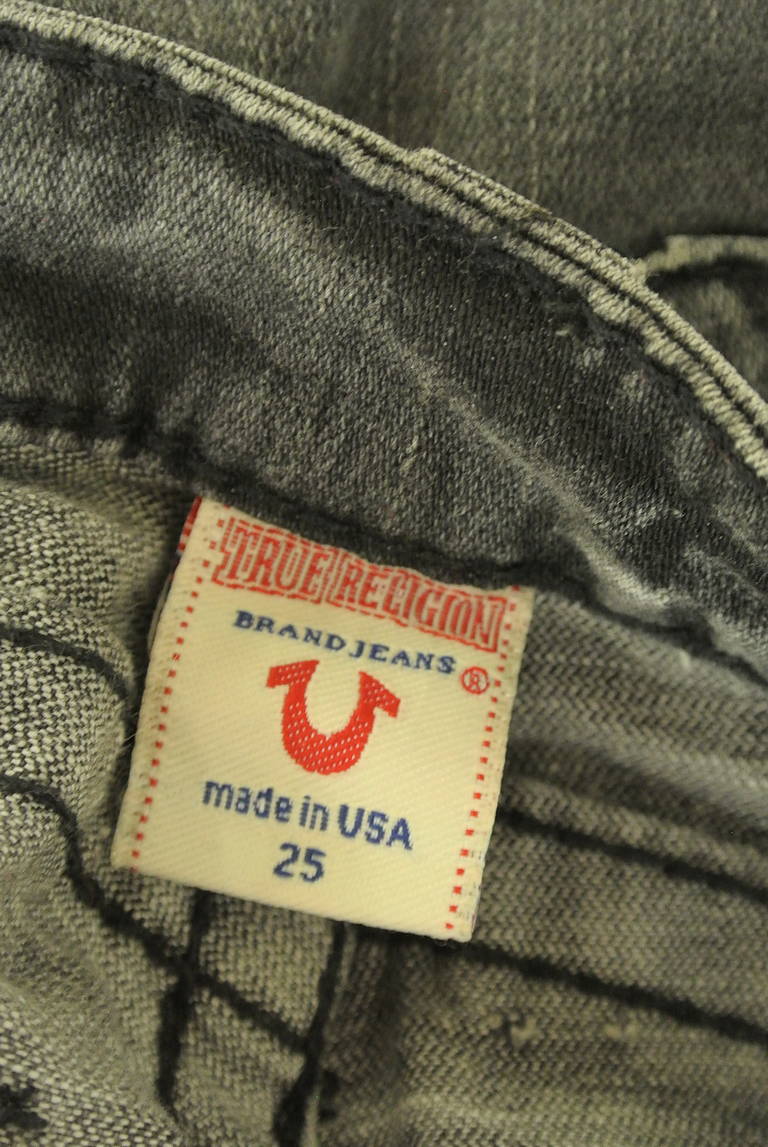 TRUE RELIGION
BRAND JEANS
®
made in USA
25